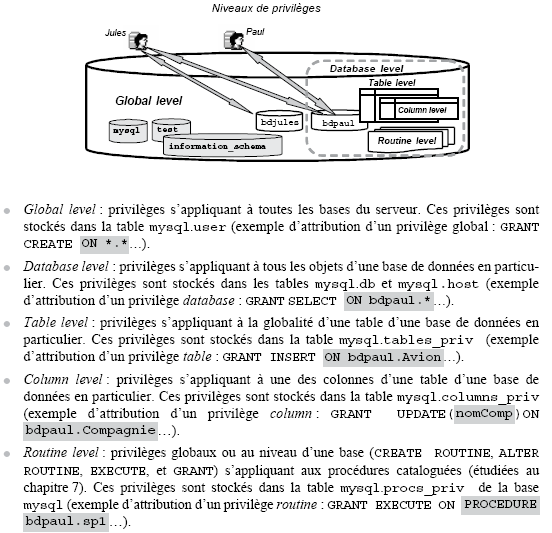 Niveaux de privilèges
Jules
Paul
Database level
Table level
Global level
Column level
bdjules
bdpaul
mysql
test
Routine level
information_schema
Global level : privilèges s'appliquant à toutes les bases du serveur. Ces privilèges sont
stockés dans la table mysql.user (exemple d'attribution d'un privilège global : GRANT
CREATE ON *.*…).
Database level : privilèges s'appliquant à tous les objets d'une base de données en particu-
lier. Ces privilèges sont stockés dans les tables mysql.db et mysql.host (exemple
d'attribution d'un privilège database : GRANT SELECT ON bdpaul.*…).
Table level : privilèges s'appliquant à la globalité d'une table d'une base de données en
particulier. Ces privilèges sont stockés dans la table mysql.tables_priv (exemple
d'attribution d'un privilège table : GRANT INSERT ON bdpaul.Avion…).
Column level : privilèges s'appliquant à une des colonnes d'une table d'une base de
données en particulier. Ces privilèges sont stockés dans la table mysql.columns_priv
(exemple d'attribution d'un privilège column : GRANT UPDATE(nomComp)ON
bdpaul.Compagnie…).
Routine level : privilèges globaux ou au niveau d'une base (CREATE ROUTINE, ALTER
ROUTINE, EXECUTE, et GRANT) s'appliquant aux procédures cataloguées (étudiées au
chapitre 7). Ces privilèges sont stockés dans la table mysql.procs_priv de la base
mysql (exemple d'attribution d'un privilège routine : GRANT EXECUTE ON PROCEDURE
bdpaul.sp1…).